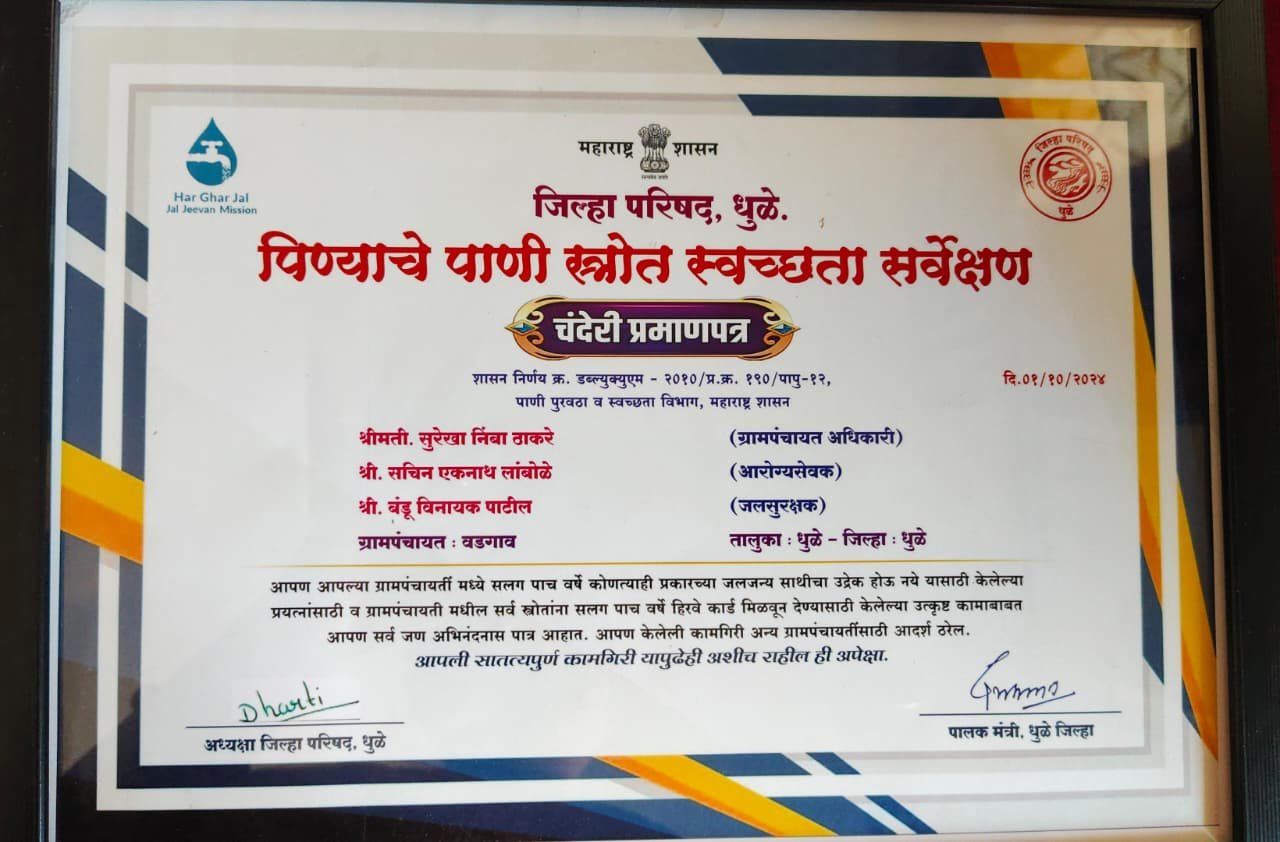 Har Ghar Jal
Jal Jeevan Mission
महाराष्ट्र शासन
जिल्हा परिषद
धुळे
जिल्हा परिषद, धुळे.
पिण्याचे पाणी स्त्रोत स्वच्छता सर्वेक्षण
चंदेरी प्रमाणपत्र
शासन निर्णय क्र. डब्ल्युक्युएम - २०१०/प्र.क्र. १९०/पापु-१२,
दि.०१/१०/२०२४
पाणी पुरवठा व स्वच्छता विभाग, महाराष्ट्र शासन
श्रीमती. सुरेखा निंबा ठाकरे (ग्रामपंचायत अधिकारी)
श्री. सचिन एकनाथ लांबोळे (आरोग्यसेवक)
श्री. बंडू विनायक पाटील (जलसुरक्षक)
ग्रामपंचायत : वडगाव तालुका : धुळे - जिल्हा : धुळे
आपण आपल्या ग्रामपंचायतीं मध्ये सलग पाच वर्षे कोणत्याही प्रकारच्या जलजन्य साथीचा उद्रेक होऊ नये यासाठी केलेल्या
प्रयत्नांसाठी व ग्रामपंचायती मधील सर्व स्त्रोतांना सलग पाच वर्षे हिरवे कार्ड मिळवून देण्यासाठी केलेल्या उत्कृष्ट कामाबाबत
आपण सर्व जण अभिनंदनास पात्र आहात. आपण केलेली कामगिरी अन्य ग्रामपंचायतींसाठी आदर्श ठरेल.
आपली सातत्यपुर्ण कामगिरी यापुढेही अशीच राहील ही अपेक्षा.
Dharti
अध्यक्षा जिल्हा परिषद, धुळे
पालक मंत्री, धुळे जिल्हा